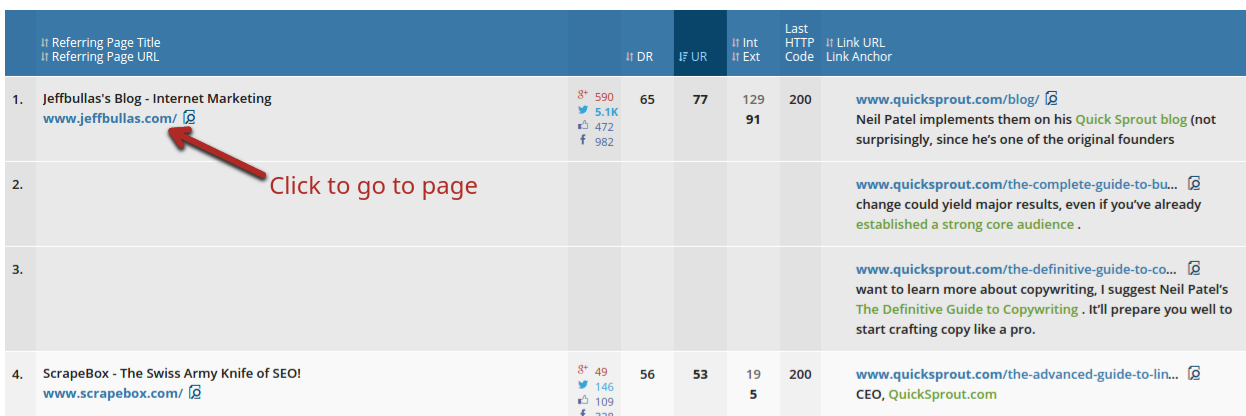 Referring Page Title
Referring Page URL
DR
UR
Int
Ext
Last
HTTP
Code
Link URL
Link Anchor
1.
Jeffbullas's Blog - Internet Marketing
www.jeffbullas.com/
g+ 590
5.1K
472
f 982
65
77
129
91
200
www.quicksprout.com/blog/
Neil Patel implements them on his Quick Sprout blog (not
surprisingly, since he's one of the original founders
Click to go to page
2.
www.quicksprout.com/the-complete-guide-to-bu...
change could yield major results, even if you've already
established a strong core audience .
3.
www.quicksprout.com/the-definitive-guide-to-co...
want to learn more about copywriting, I suggest Neil Patel's
The Definitive Guide to Copywriting . It'll prepare you well to
start crafting copy like a pro.
4.
ScrapeBox - The Swiss Army Knife of SEO!
www.scrapebox.com/
g+ 49
146
109
56
53
19
5
200
www.quicksprout.com/the-advanced-guide-to-lin...
CEO, QuickSprout.com